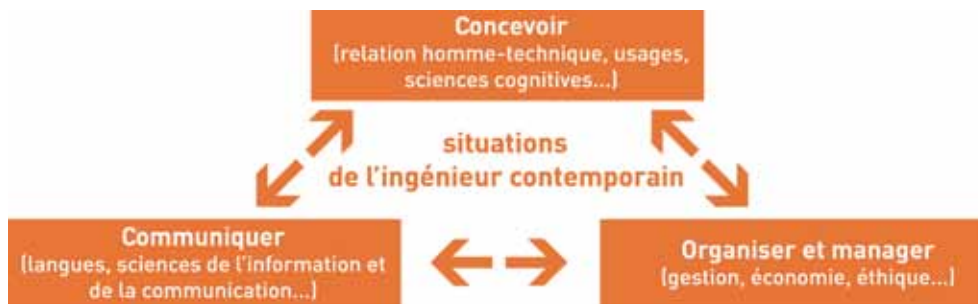 Concevoir
(relation homme-technique, usages,
sciences cognitives...)
situations
de l'ingénieur contemporain
Communiquer
(langues, sciences de l'information et
de la communication...)
Organiser et manager
(gestion, économie, éthique...)